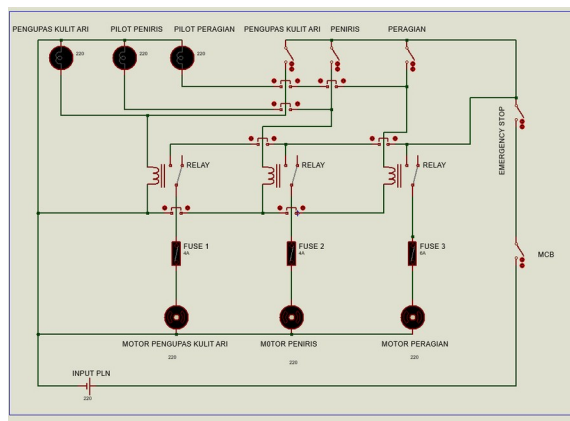 PENGUPAS KULIT ARI PILOT PENIRIS PILOT PERAGIAN PENGUPAS KULIT ARI PENIRIS PERAGIAN
220 220 220
EMERGENCY STOP
RELAY RELAY RELAY
MCB
FUSE 1 FUSE 2 FUSE 3
4A 4A 6A
MOTOR PENGUPAS KULIT ARI M0TOR PENIRIS MOTOR PERAGIAN
220 220 220
INPUT PLN
220